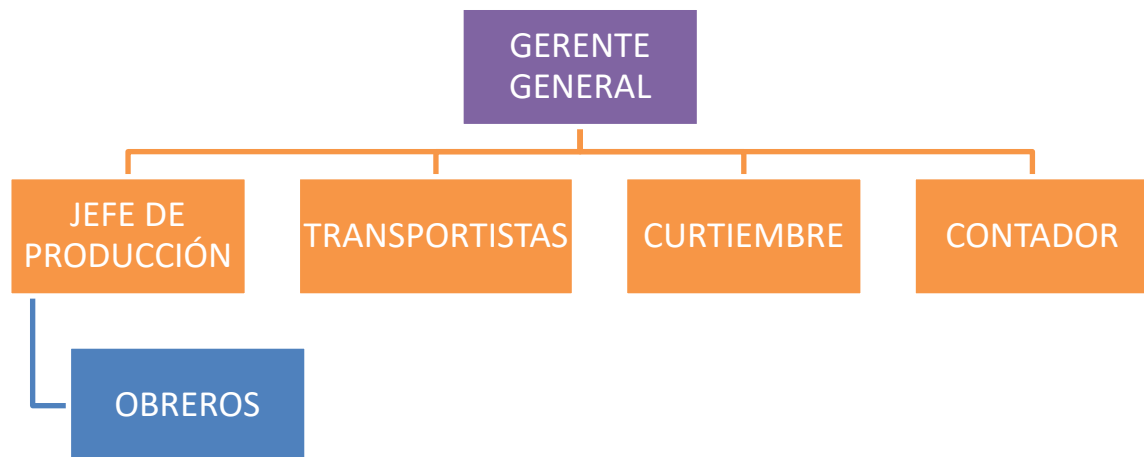 GERENTE
GENERAL
JEFE DE
PRODUCCIÓN
TRANSPORTISTAS
CURTIEMBRE
CONTADOR
OBREROS